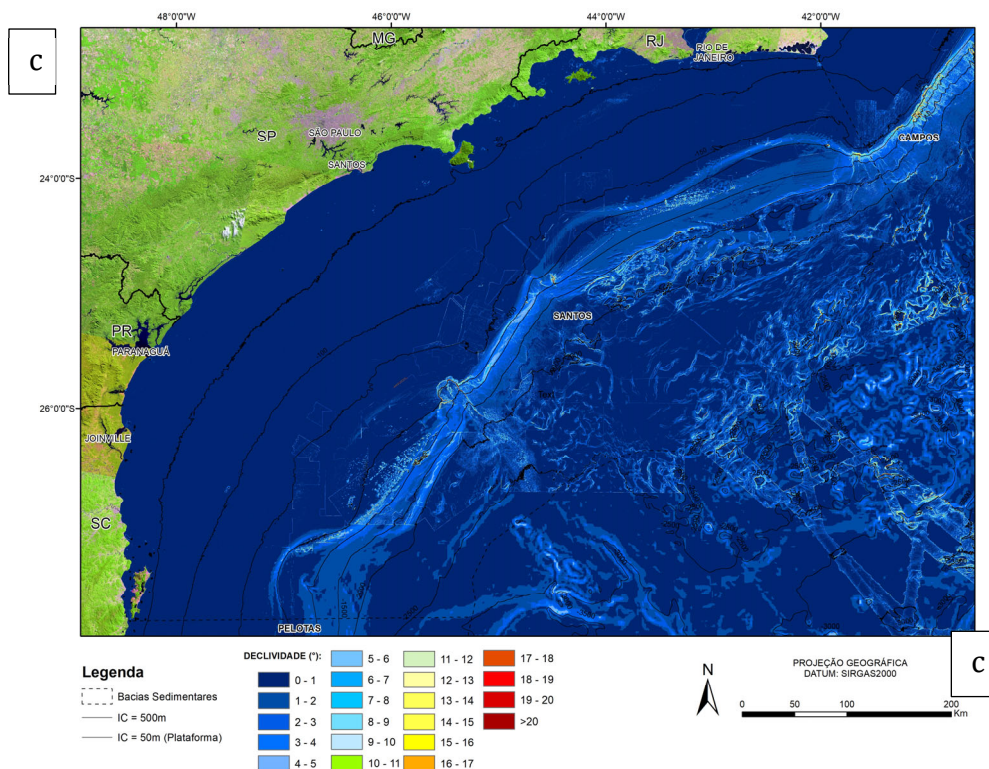 48°0'0"W
46°0'0"W
44°0'0"W
42°0'0"W
C
MG
RJ
RIO DE
JANEIRO
SP
SÃO PAULO
SANTOS
CAMPOS
24°0'0"S
SANTOS
PR
PARANAGUÁ
26°0'0"S
Text
JOINVILLE
SC
PELOTAS
-3000
Legenda
Bacias Sedimentares
IC = 500m
IC = 50m (Plataforma)
DECLIVIDADE (°):
0 - 1
1 - 2
2 - 3
3 - 4
4 - 5
5 - 6
6 - 7
7 - 8
8 - 9
9 - 10
10 - 11
11 - 12
12 - 13
13 - 14
14 - 15
15 - 16
16 - 17
17 - 18
18 - 19
19 - 20
>20
N
PROJEÇÃO GEOGRÁFICA
DATUM: SIRGAS2000
0 50 100 200
Km
C